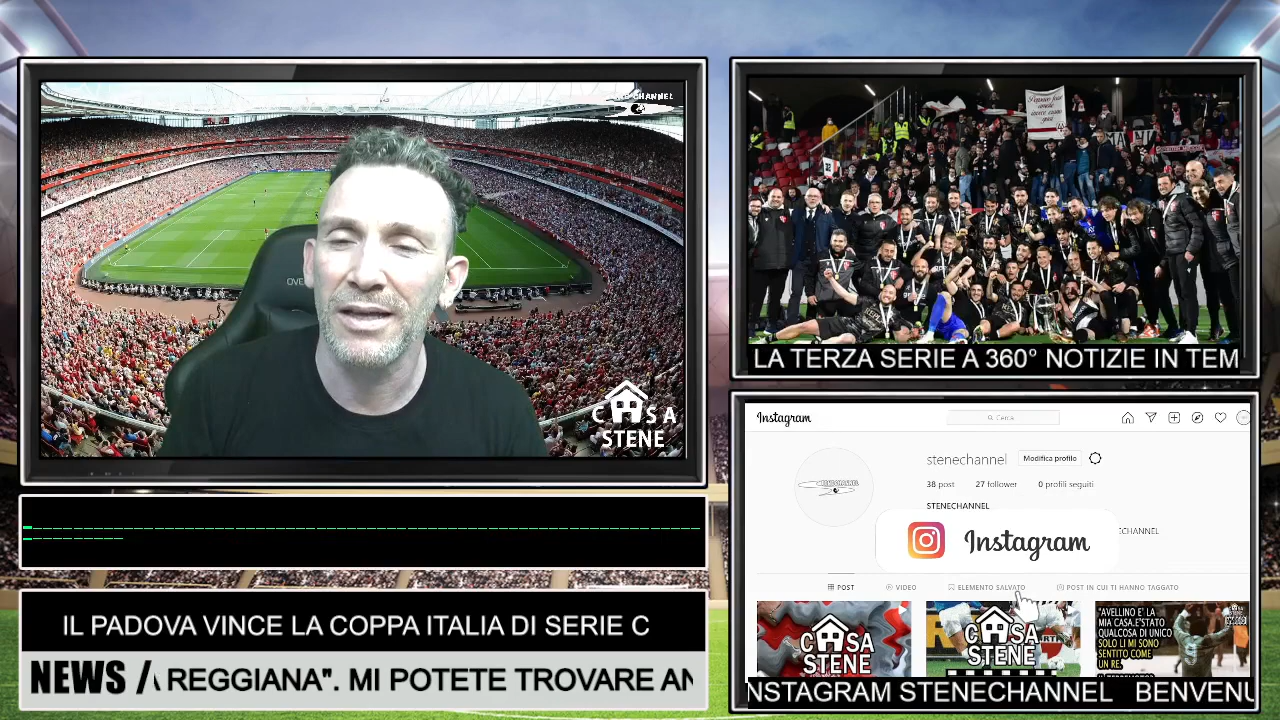 CHANNEL
OVE
CASA
STENE
IL PADOVA VINCE LA COPPA ITALIA DI SERIE C
NEWS /
REGGIANA". MI POTETE TROVARE AN
LA TERZA SERIE A 360° NOTIZIE IN TEM
Instagram
Cerca
stenechannel
Modifica profilo
38 post
27 follower
0 profili seguiti
STENECHANNEL
CHANNEL
Instagram
POST
VIDEO
ELEMENTO SALVATO
POST IN CUI TI HANNO TAGGATO
CASA
STENE
CASA
STENE
"AVELLINO E' LA
MIA CASA.E'STATO
QUALCOSA DI UNICO
SOLO LI MI SONO
SENTITO COME
UN RE.
NSTAGRAM STENECHANNEL BENVENU